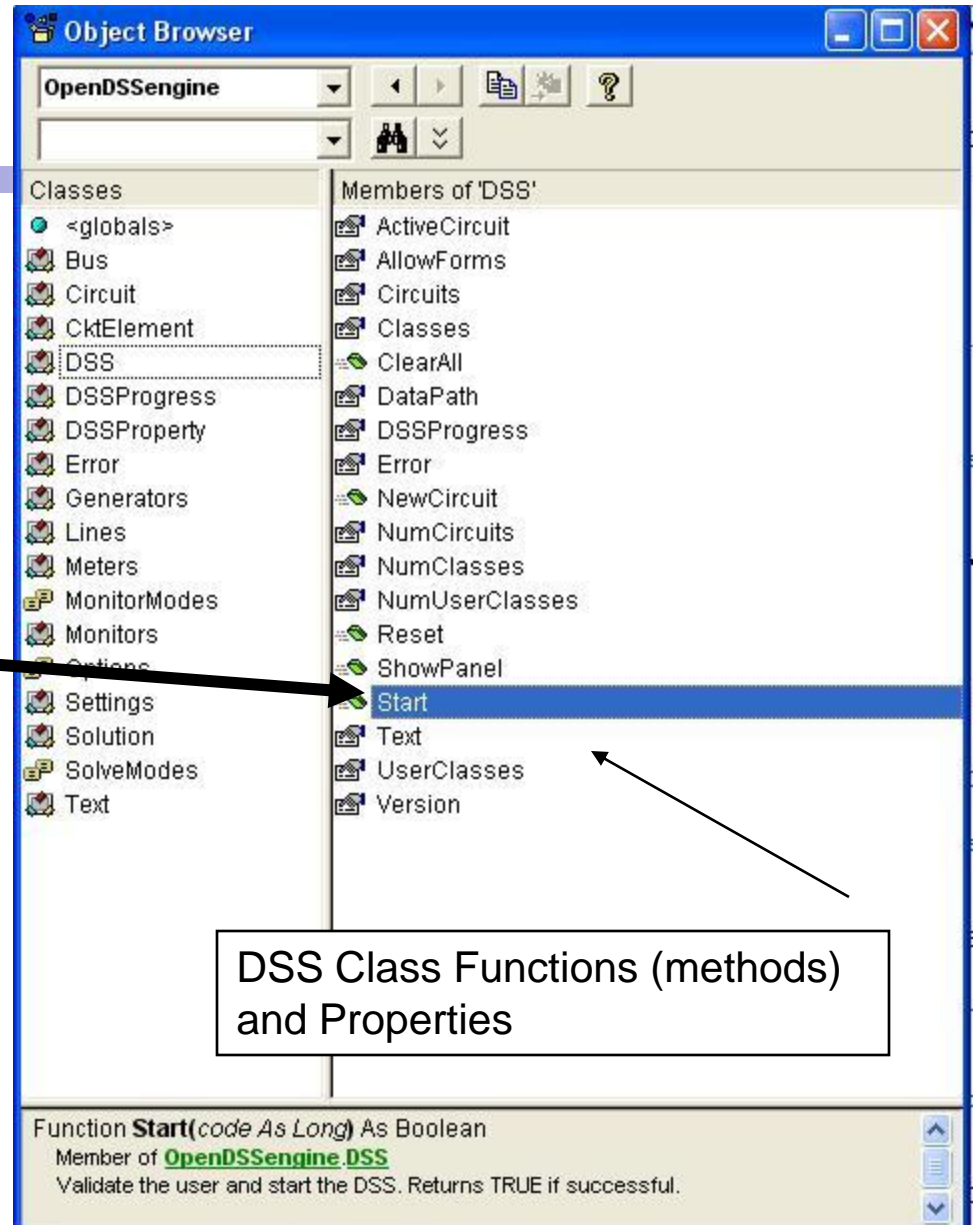 Object Browser
OpenDSSengine
Classes
<globals>
Bus
Circuit
CktElement
DSS
DSSProgress
DSSProperty
Error
Generators
Lines
Meters
MonitorModes
Monitors
Options
Settings
Solution
SolveModes
Text
Members of 'DSS'
ActiveCircuit
AllowForms
Circuits
Classes
ClearAll
DataPath
DSSProgress
Error
NewCircuit
NumCircuits
NumClasses
NumUserClasses
Reset
ShowPanel
Start
Text
UserClasses
Version
DSS Class Functions (methods)
and Properties
Function Start(code As Long) As Boolean
Member of OpenDSSengine.DSS
Validate the user and start the DSS. Returns TRUE if successful.